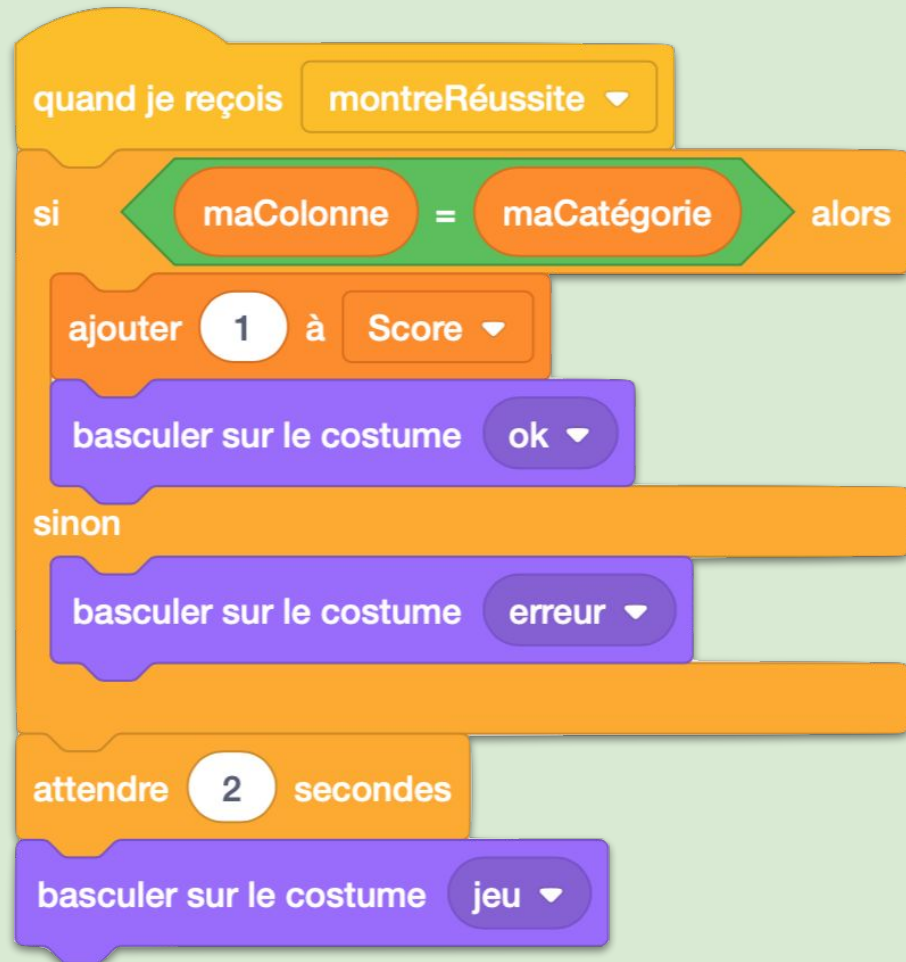 quand je reçois montreRéussite
si maColonne = maCatégorie alors
ajouter 1 à Score
basculer sur le costume ok
sinon
basculer sur le costume erreur
attendre 2 secondes
basculer sur le costume jeu